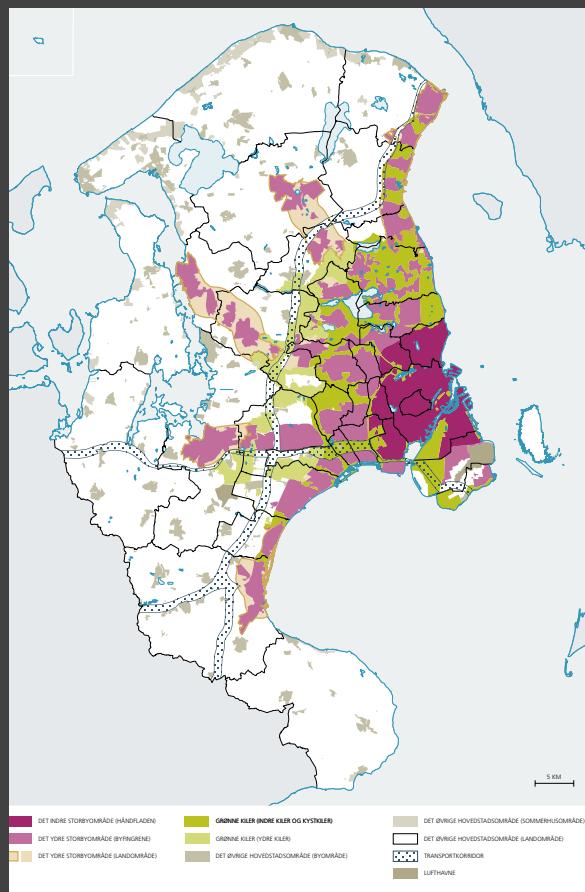 5 KM
DET INDRE STORBYOMRÅDE (HÅNDFLADEN)
DET YDRE STORBYOMRÅDE (BYFINGRENE)
DET YDRE STORBYOMRÅDE (LANDOMRÅDE)
GRØNNE KILER (INDRE KILER OG KYSTKILER)
GRØNNE KILER (YDRE KILER)
DET ØVRIGE HOVEDSTADSOMRÅDE (BYOMRÅDE)
DET ØVRIGE HOVEDSTADSOMRÅDE (SOMMERHUSOMRÅDE)
DET ØVRIGE HOVEDSTADSOMRÅDE (LANDOMRÅDE)
TRANSPORTKORRIDOR
LUFTHAVNE